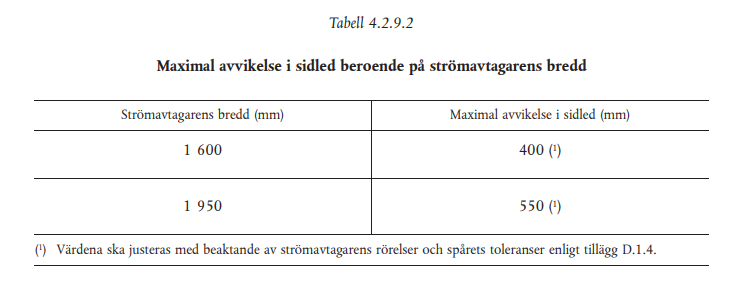 Tabell 4.2.9.2
Maximal avvikelse i sidled beroende på strömavtagarens bredd
Strömavtagarens bredd (mm) Maximal avvikelse i sidled (mm)
1 600 400 (¹)
1 950 550 (¹)
(¹) Värdena ska justeras med beaktande av strömavtagarens rörelser och spårets toleranser enligt tillägg D.1.4.